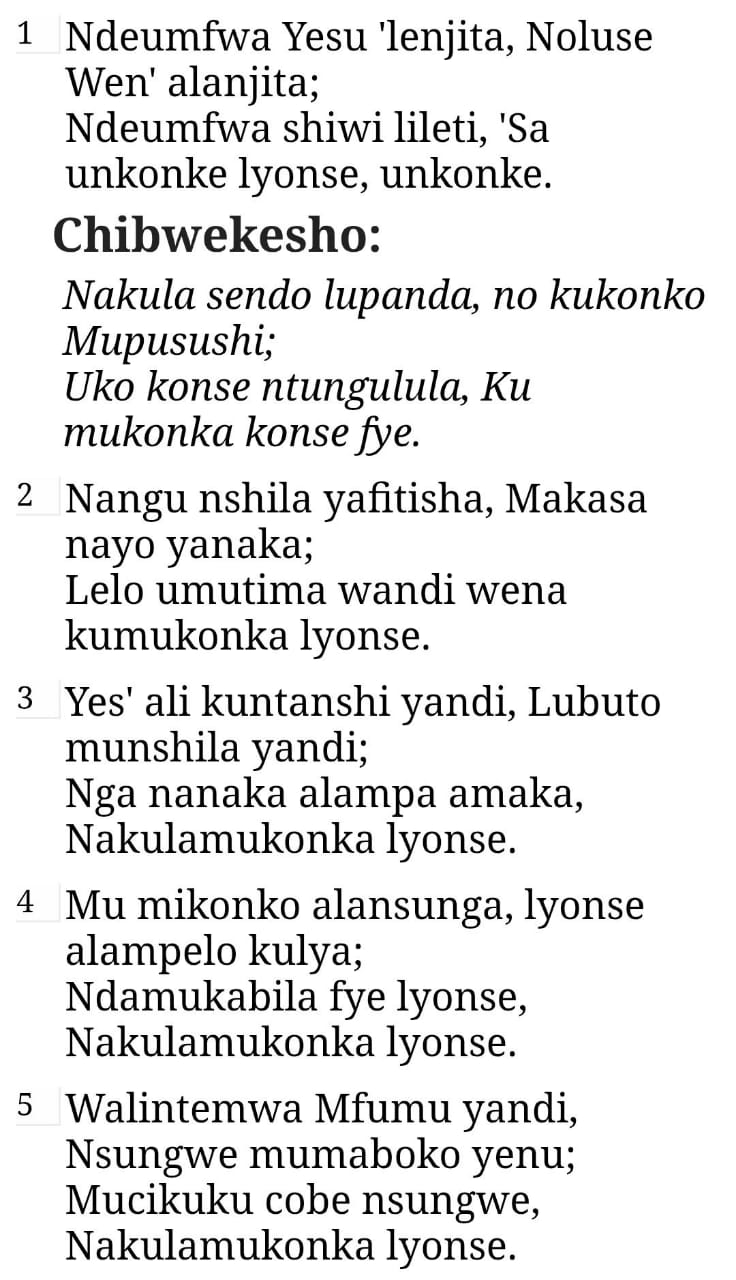 1 Ndeumfwa Yesu 'lenjita, Noluse
Wen' alanjita;
Ndeumfwa shiwi lileti, 'Sa
unkonke lyonse, unkonke.
Chibwekesho:
Nakula sendo lupanda, no kukonko
Mupusushi;
Uko konse ntungulula, Ku
mukonka konse fye.
2 Nangu nshila yafitisha, Makasa
nayo yanaka;
Lelo umutima wandi wena
kumukonka lyonse.
3 Yes' ali kuntanshi yandi, Lubuto
munshila yandi;
Nga nanaka alampa amaka,
Nakulamukonka lyonse.
4 Mu mikonko alansunga, lyonse
alampelo kulya;
Ndamukabila fye lyonse,
Nakulamukonka lyonse.
5 Walintemwa Mfumu yandi,
Nsungwe mumaboko yenu;
Mucikuku cobe nsungwe,
Nakulamukonka lyonse.